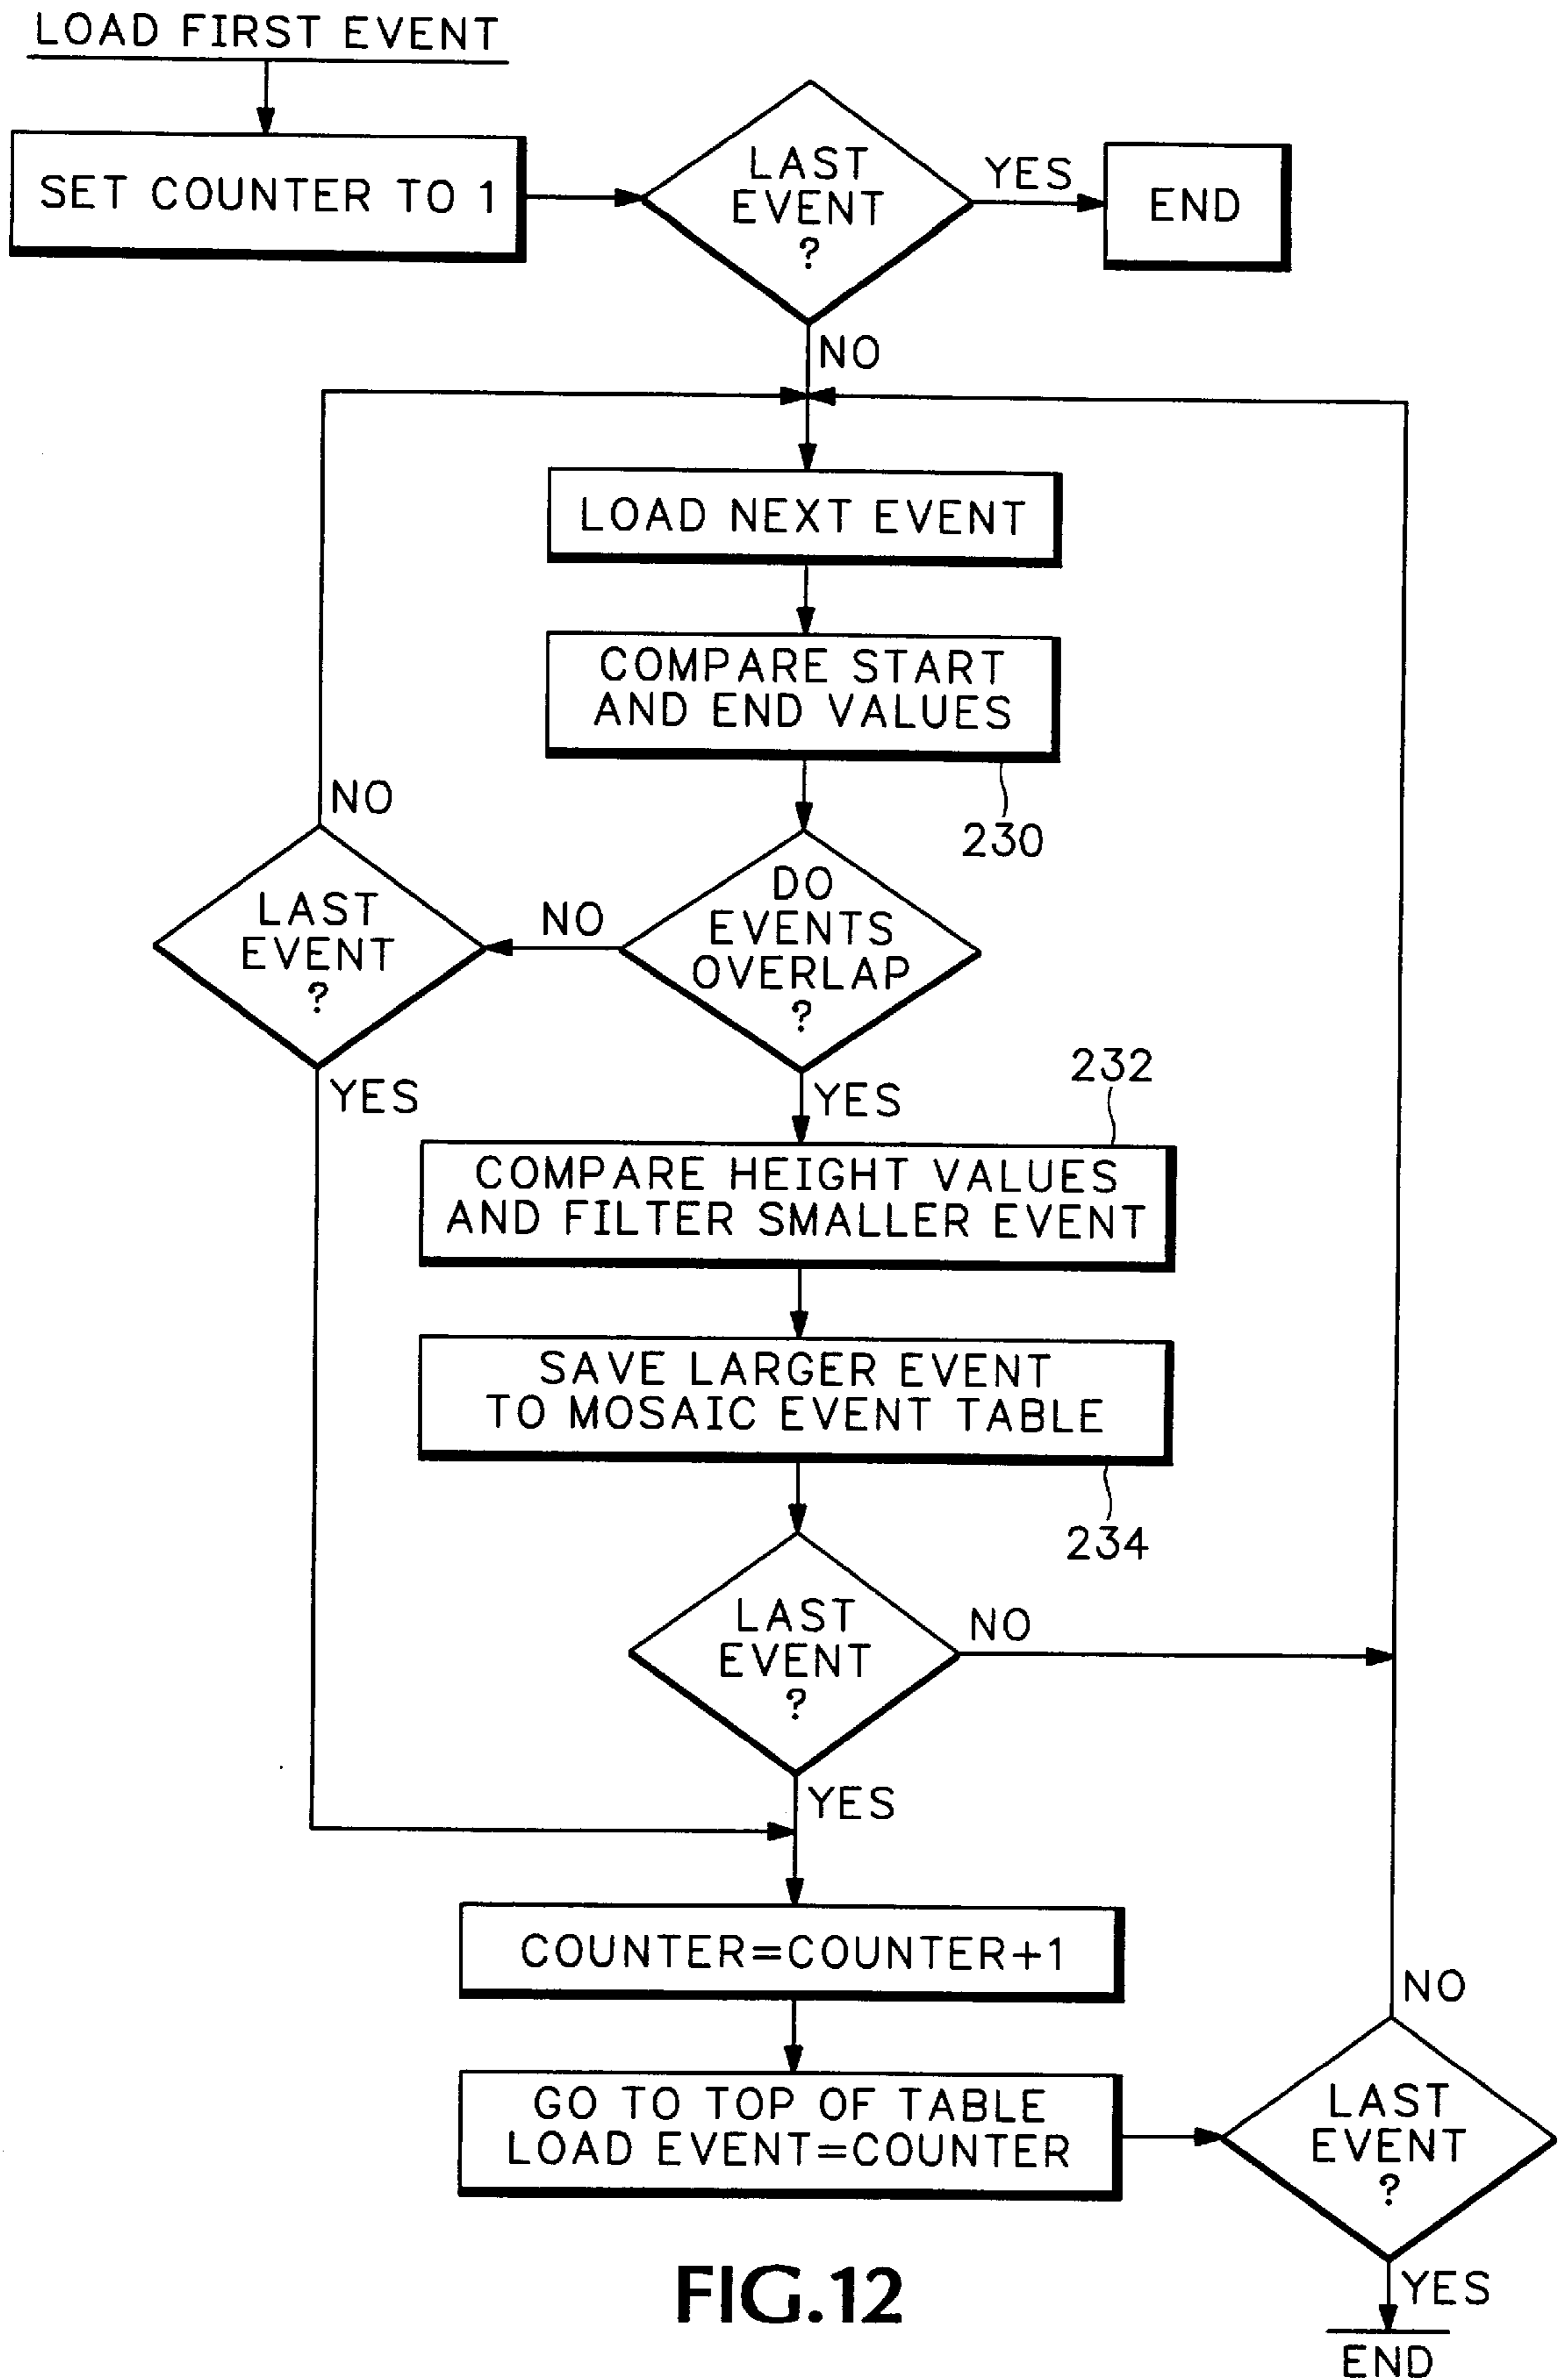 LOAD FIRST EVENT
SET COUNTER TO 1
LAST
EVENT
?
YES
END
NO
LOAD NEXT EVENT
COMPARE START
AND END VALUES
230
NO
LAST
EVENT
?
NO
DO
EVENTS
OVERLAP
?
YES
YES
232
COMPARE HEIGHT VALUES
AND FILTER SMALLER EVENT
SAVE LARGER EVENT
TO MOSAIC EVENT TABLE
234
LAST
EVENT
?
NO
YES
COUNTER=COUNTER+1
GO TO TOP OF TABLE
LOAD EVENT=COUNTER
NO
LAST
EVENT
?
YES
END
FIG.12